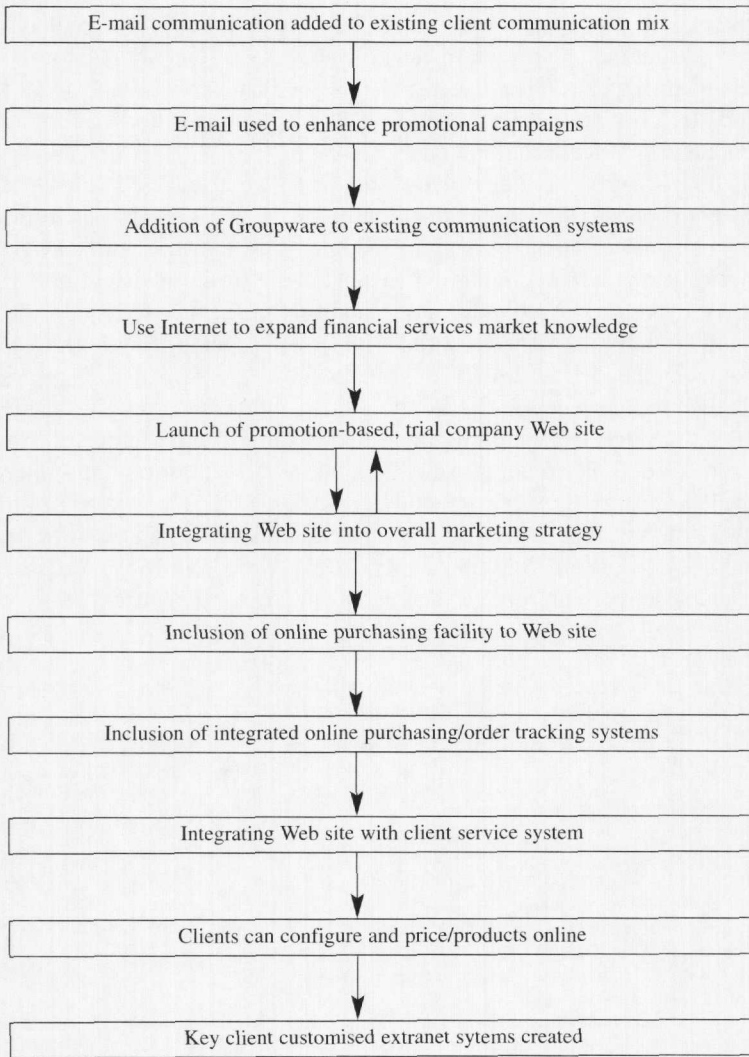 E-mail communication added to existing client communication mix
E-mail used to enhance promotional campaigns
Addition of Groupware to existing communication systems
Use Internet to expand financial services market knowledge
Launch of promotion-based, trial company Web site
Integrating Web site into overall marketing strategy
Inclusion of online purchasing facility to Web site
Inclusion of integrated online purchasing/order tracking systems
Integrating Web site with client service system
Clients can configure and price/products online
Key client customised extranet sytems created